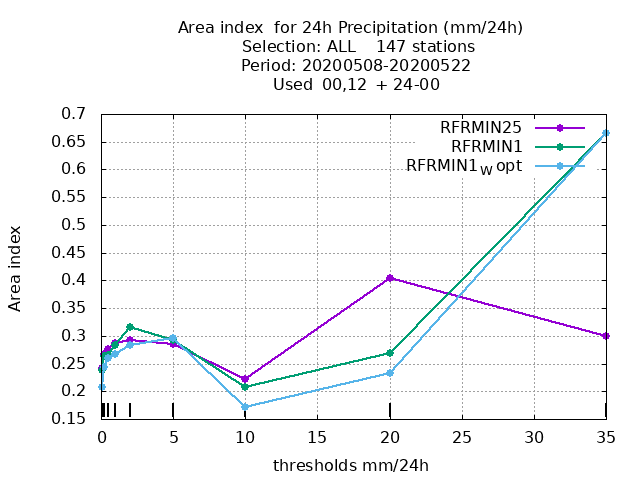 Area index  for 24h Precipitation (mm/24h)
Selection: ALL    147 stations
Period: 20200508-20200522
Used  00,12  + 24-00
RFRMIN25
RFRMIN1
RFRMIN1W opt
0.7
0.65
0.6
0.55
0.5
0.45
0.4
0.35
0.3
0.25
0.2
0.15
Area index
0 5 10 15 20 25 30 35
thresholds mm/24h